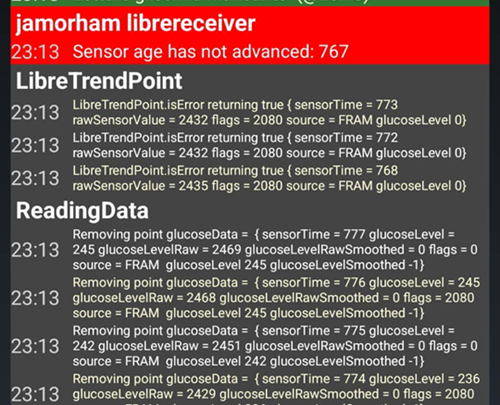 jamorham librereceiver
23:13 Sensor age has not advanced: 767
LibreTrendPoint
23:13 LibreTrendPoint.isError returning true { sensorTime = 773
rawSensorValue = 2432 flags = 2080 source = FRAM glucoseLevel 0}
23:13 LibreTrendPoint.isError returning true { sensorTime = 772
rawSensorValue = 2432 flags = 2080 source = FRAM glucoseLevel 0}
23:13 LibreTrendPoint.isError returning true { sensorTime = 768
rawSensorValue = 2435 flags = 2080 source = FRAM glucoseLevel 0}
ReadingData
23:13 Removing point glucoseData = { sensorTime = 777 glucoseLevel =
245 glucoseLevelRaw = 2469 glucoseLevelRawSmoothed = 0 flags = 0
source = FRAM glucoseLevel 245 glucoseLevelSmoothed -1}
23:13 Removing point glucoseData = { sensorTime = 776 glucoseLevel = 245
glucoseLevelRaw = 2468 glucoseLevelRawSmoothed = 0 flags = 2080
source = FRAM glucoseLevel 245 glucoseLevelSmoothed -1}
23:13 Removing point glucoseData = { sensorTime = 775 glucoseLevel =
242 glucoseLevelRaw = 2451 glucoseLevelRawSmoothed = 0 flags = 0
source = FRAM glucoseLevel 242 glucoseLevelSmoothed -1}
23:13 Removing point glucoseData = { sensorTime = 774 glucoseLevel = 236
glucoseLevelRaw = 2429 glucoseLevelRawSmoothed = 0 flags = 2080